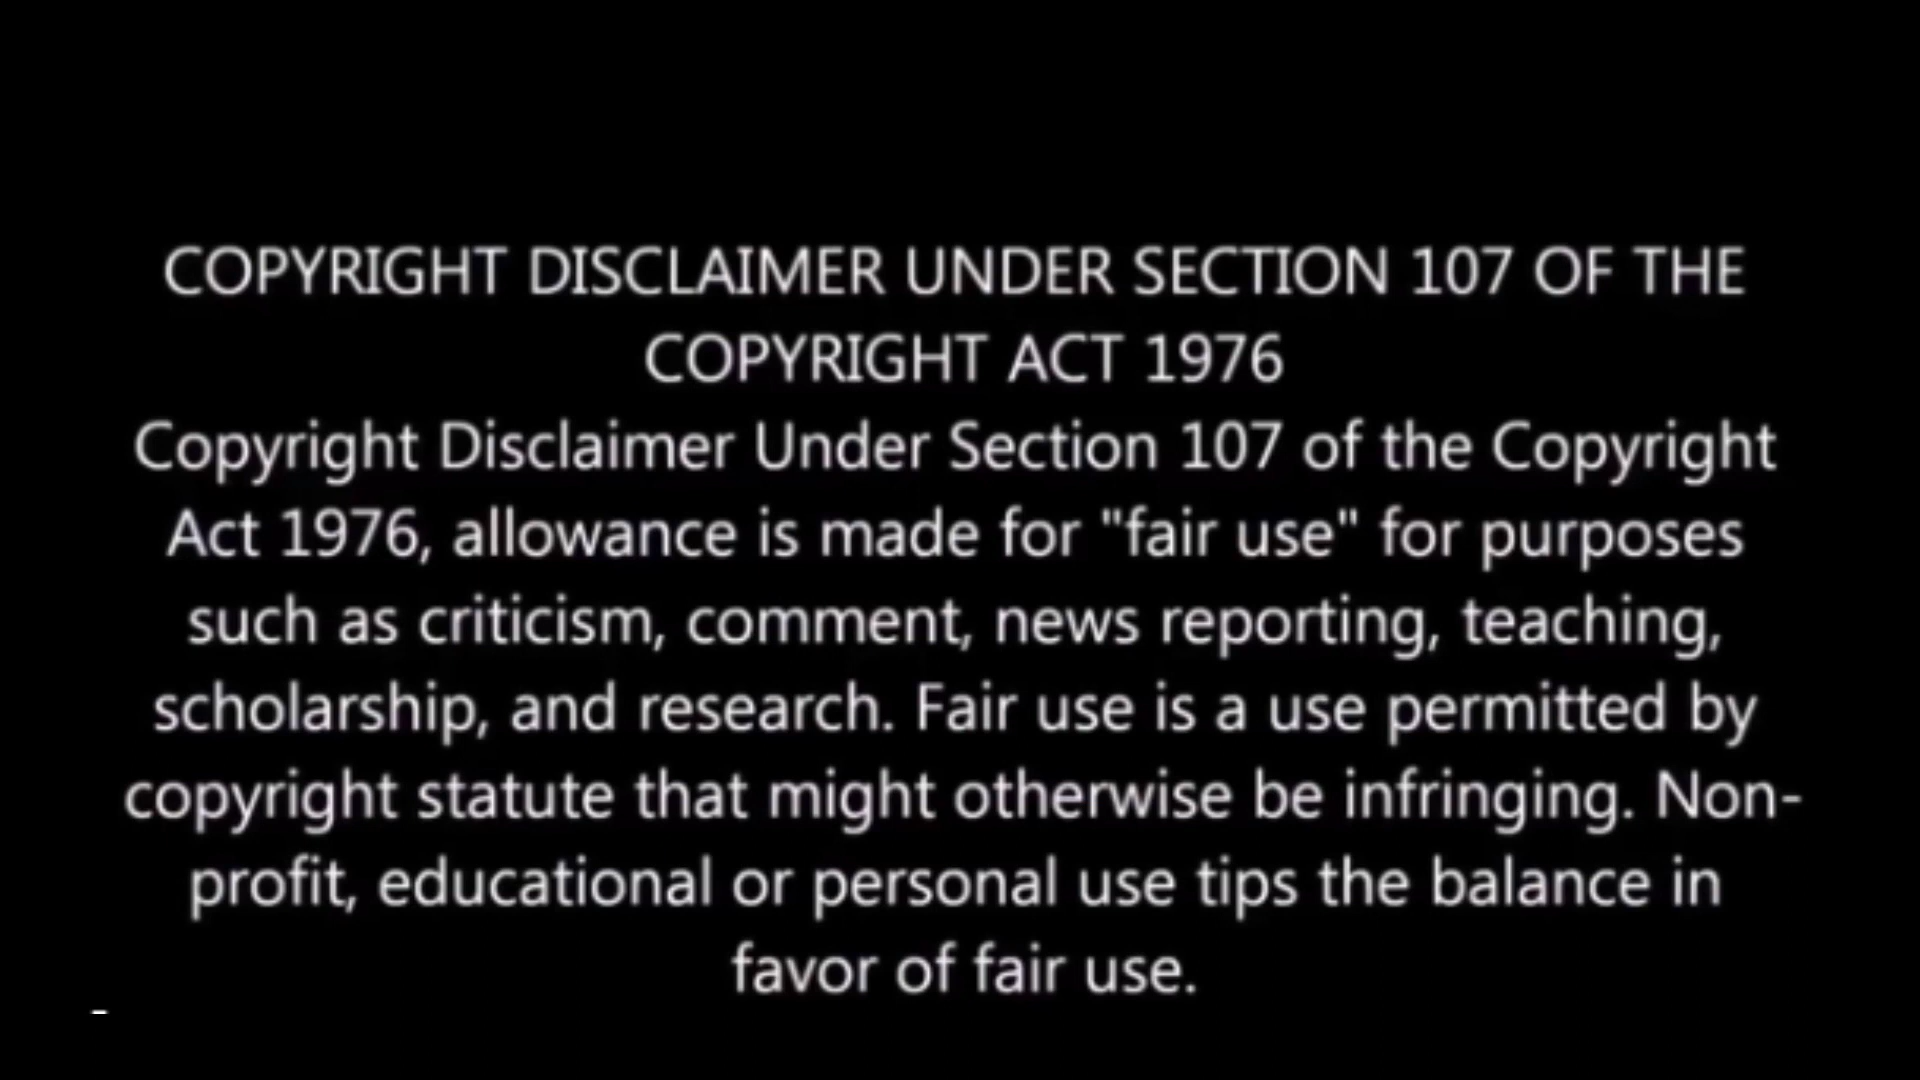 COPYRIGHT DISCLAIMER UNDER SECTION 107 OF THE
COPYRIGHT ACT 1976
Copyright Disclaimer Under Section 107 of the Copyright
Act 1976, allowance is made for "fair use" for purposes
such as criticism, comment, news reporting, teaching,
scholarship, and research. Fair use is a use permitted by
copyright statute that might otherwise be infringing. Non-
profit, educational or personal use tips the balance in
favor of fair use.